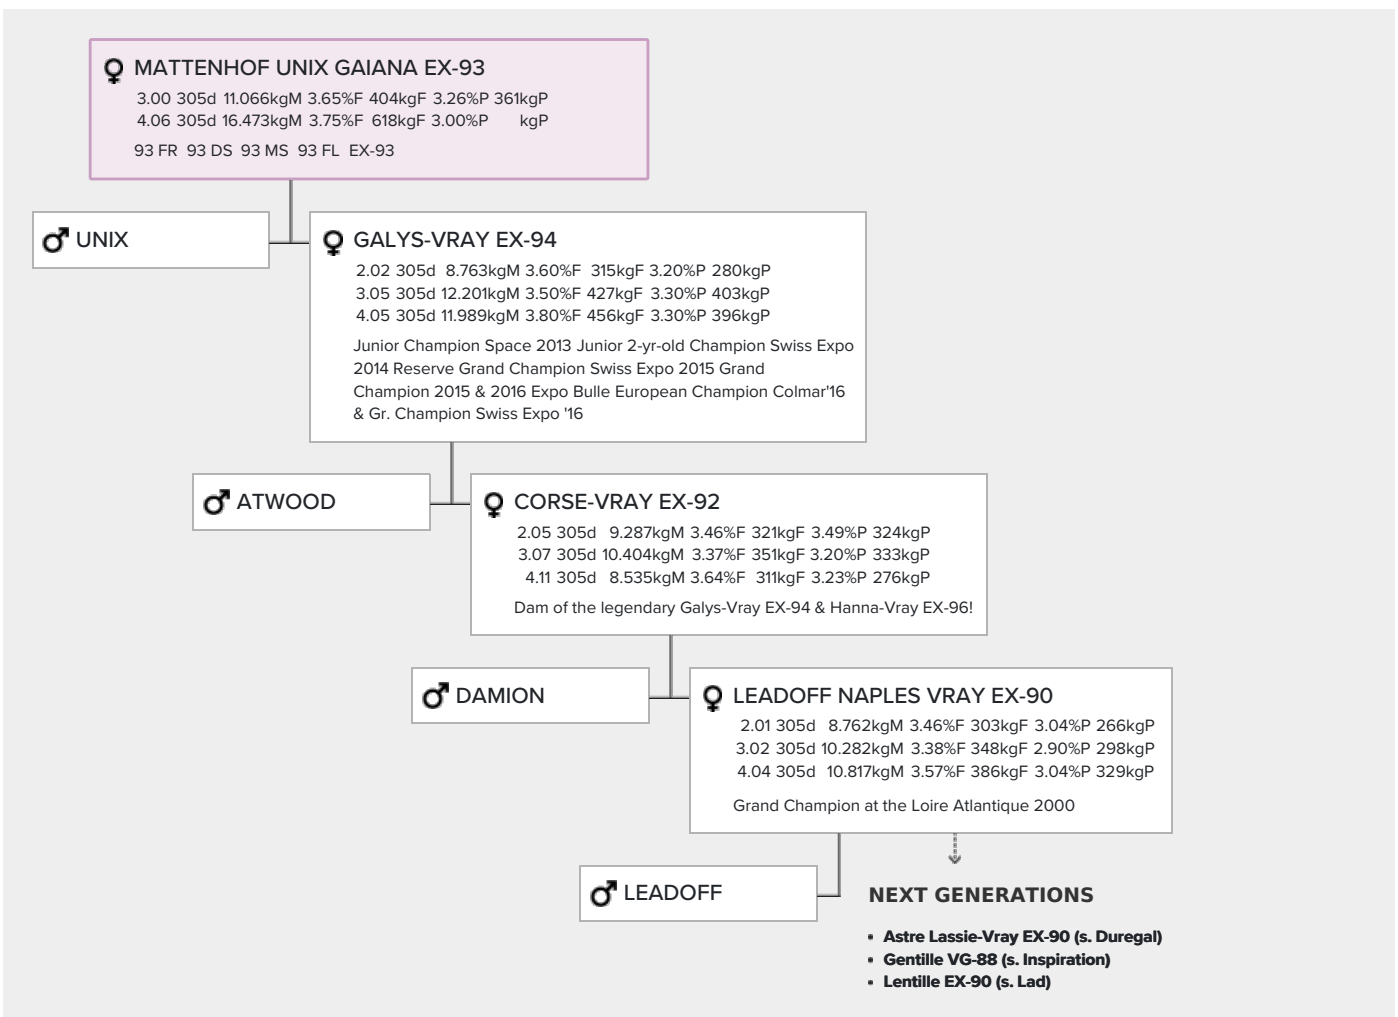 MATTENHOF UNIX GAIANA EX-93
3.00 305d 11.066kgM 3.65%F 404kgF 3.26%P 361kgP
4.06 305d 16.473kgM 3.75%F 618kgF 3.00%P kgP
93 FR 93 DS 93 MS 93 FL EX-93
UNIX
GALYS-VRAY EX-94
2.02 305d 8.763kgM 3.60%F 315kgF 3.20%P 280kgP
3.05 305d 12.201kgM 3.50%F 427kgF 3.30%P 403kgP
4.05 305d 11.989kgM 3.80%F 456kgF 3.30%P 396kgP
Junior Champion Space 2013 Junior 2-yr-old Champion Swiss Expo
2014 Reserve Grand Champion Swiss Expo 2015 Grand
Champion 2015 & 2016 Expo Bulle European Champion Colmar'16
& Gr. Champion Swiss Expo '16
ATWOOD
CORSE-VRAY EX-92
2.05 305d 9.287kgM 3.46%F 321kgF 3.49%P 324kgP
3.07 305d 10.404kgM 3.37%F 351kgF 3.20%P 333kgP
4.11 305d 8.535kgM 3.64%F 311kgF 3.23%P 276kgP
Dam of the legendary Galys-Vray EX-94 & Hanna-Vray EX-96!
DAMION
LEADOFF NAPLES VRAY EX-90
2.01 305d 8.762kgM 3.46%F 303kgF 3.04%P 266kgP
3.02 305d 10.282kgM 3.38%F 348kgF 2.90%P 298kgP
4.04 305d 10.817kgM 3.57%F 386kgF 3.04%P 329kgP
Grand Champion at the Loire Atlantique 2000
LEADOFF
NEXT GENERATIONS
• Astre Lassie-Vray EX-90 (s. Duregal)
• Gentille VG-88 (s. Inspiration)
• Lentille EX-90 (s. Lad)